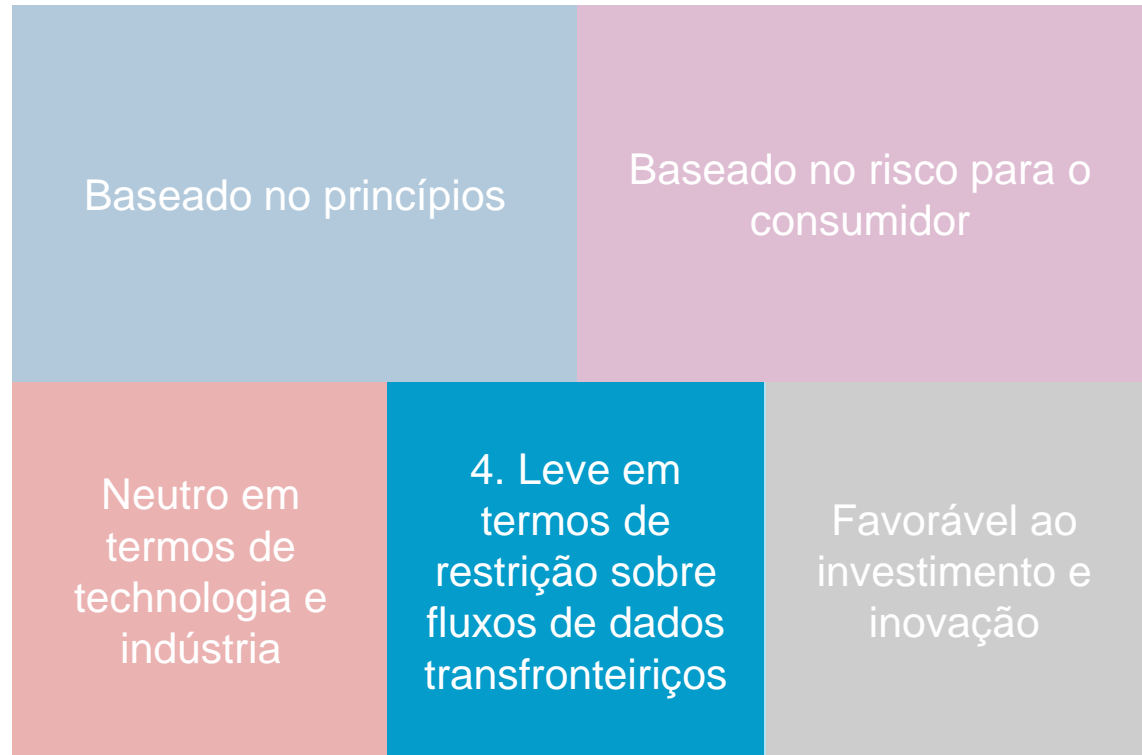 Baseado no princípios
Baseado no risco para o
consumidor
Neutro em
termos de
technologia e
indústria
4. Leve em
termos de
restrição sobre
fluxos de dados
transfronteiriços
Favorável ao
investimento e
inovação